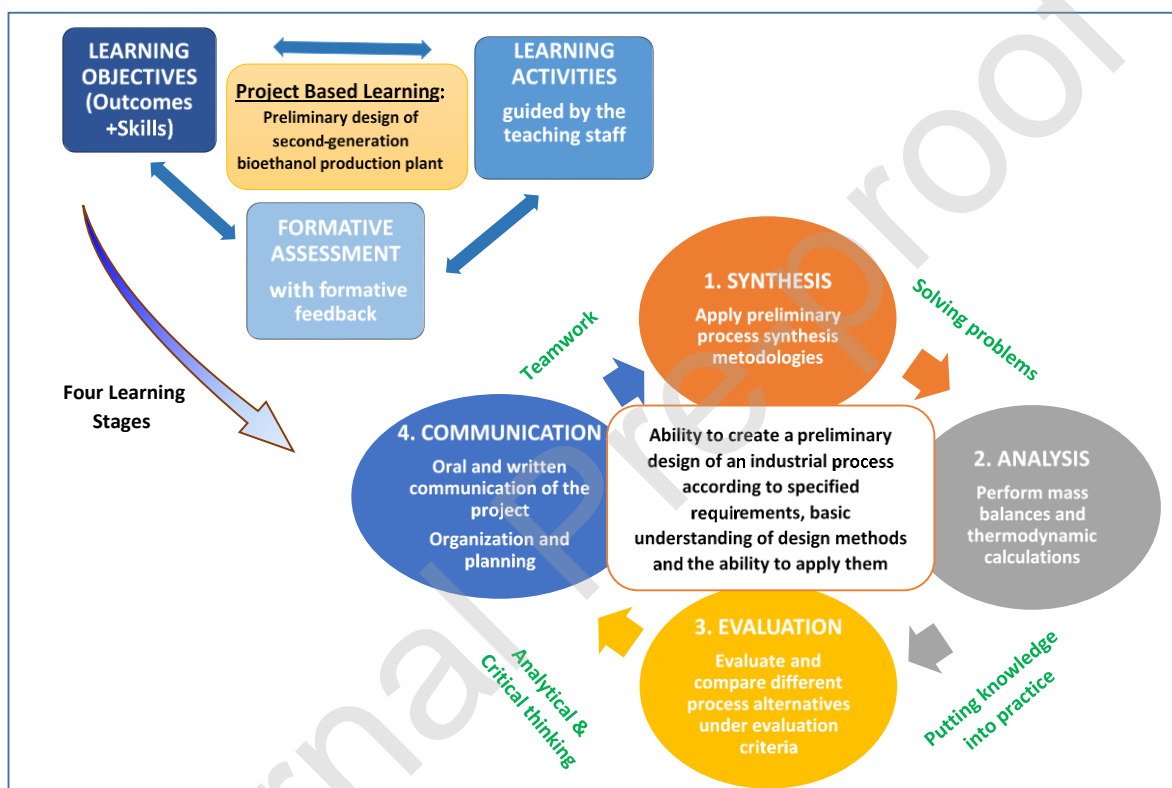 LEARNING
OBJECTIVES
(Outcomes
+Skills)
Project Based Learning:
Preliminary design of
second-generation
bioethanol production plant
LEARNING
ACTIVITIES
guided by the
teaching staff
FORMATIVE
ASSESSMENT
with formative
feedback
Four Learning
Stages
1. SYNTHESIS
Apply preliminary
process synthesis
metodologies
Solving problems
2. ANALYSIS
Perform mass
balances and
thermodynamic
calculations
Putting knowledge
into practice
3. EVALUATION
Evaluate and
compare different
process alternatives
under evaluation
criteria
Analytical &
Critical thinking
4. COMMUNICATION
Oral and written
communication of the
project
Organization and
planning
Teamwork
Ability to create a preliminary
design of an industrial process
according to specified
requirements, basic
understanding of design methods
and the ability to apply them
rnal Pre-proof